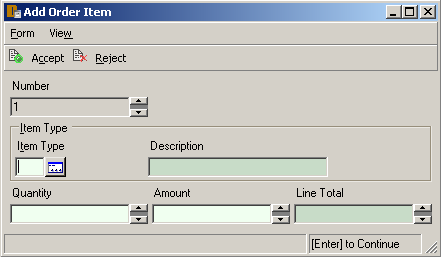 Add Order Item
Form View
Accept Reject
Number
1
Item Type
Item Type Description
Quantity Amount Line Total
[Enter] to Continue